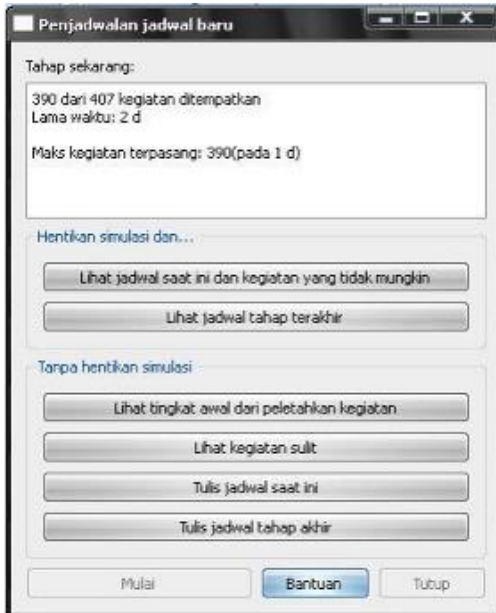 Penjadwalan jadwal baru
Tahap sekarang:
390 dari 407 kegiatan ditempatkan
Lama waktu: 2 d
Maks kegiatan terpasang: 390(pada 1 d)
Hentikan simulasi dan...
Lihat jadwal saat ini dan kegiatan yang tidak mungkin
Lihat jadwal tahap terakhir
Tanpa hentikan simulasi
Lihat tingkat awal dari peletahkan kegiatan
Lihat kegiatan sulit
Tulis jadwal saat ini
Tulis jadwal tahap akhir
Mulai Bantuan Tutup